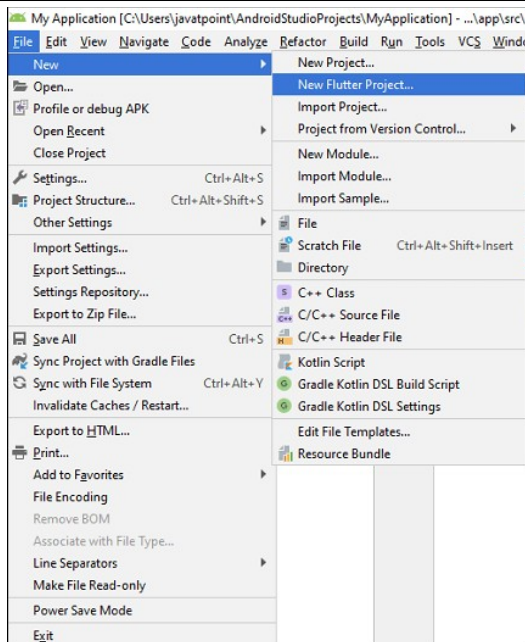 My Application [C:\Users\javatpoint\AndroidStudioProjects\MyApplication] - ...\app\src\
File Edit View Navigate Code Analyze Refactor Build Run Tools VCS Windo
New
Open...
Profile or debug APK
Open Recent
Close Project
Settings... Ctrl+Alt+S
Project Structure... Ctrl+Alt+Shift+S
Other Settings
Import Settings...
Export Settings...
Settings Repository...
Export to Zip File...
Save All Ctrl+S
Sync Project with Gradle Files
Sync with File System Ctrl+Alt+Y
Invalidate Caches / Restart...
Export to HTML...
Print...
Add to Favorites
File Encoding
Remove BOM
Associate with File Type...
Line Separators
Make File Read-only
Power Save Mode
Exit
New Project...
New Flutter Project...
Import Project...
Project from Version Control...
New Module...
Import Module...
Import Sample...
File
Scratch File Ctrl+Alt+Shift+Insert
Directory
S C++ Class
C++ C/C++ Source File
H C/C++ Header File
Kotlin Script
G Gradle Kotlin DSL Build Script
G Gradle Kotlin DSL Settings
Edit File Templates...
Resource Bundle